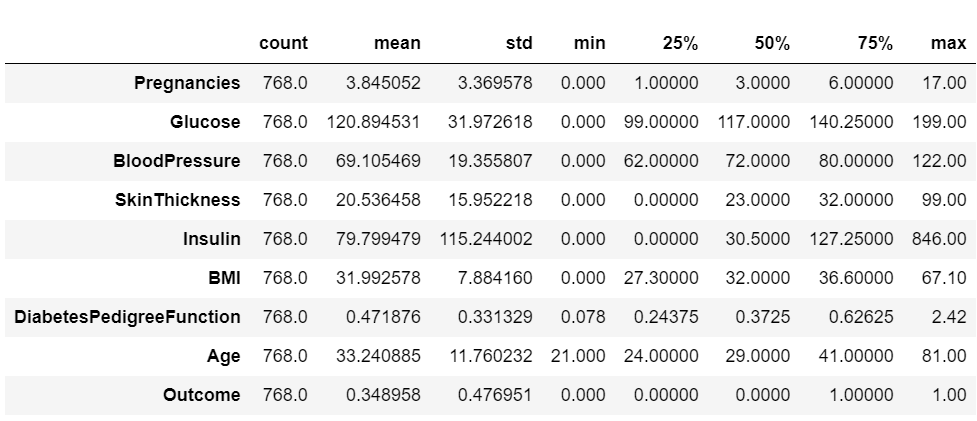 count mean std min 25% 50% 75% max
Pregnancies 768.0 3.845052 3.369578 0.000 1.00000 3.0000 6.00000 17.00
Glucose 768.0 120.894531 31.972618 0.000 99.00000 117.0000 140.25000 199.00
BloodPressure 768.0 69.105469 19.355807 0.000 62.00000 72.0000 80.00000 122.00
SkinThickness 768.0 20.536458 15.952218 0.000 0.00000 23.0000 32.00000 99.00
Insulin 768.0 79.799479 115.244002 0.000 0.00000 30.5000 127.25000 846.00
BMI 768.0 31.992578 7.884160 0.000 27.30000 32.0000 36.60000 67.10
DiabetesPedigreeFunction 768.0 0.471876 0.331329 0.078 0.24375 0.3725 0.62625 2.42
Age 768.0 33.240885 11.760232 21.000 24.00000 29.0000 41.00000 81.00
Outcome 768.0 0.348958 0.476951 0.000 0.00000 0.0000 1.00000 1.00